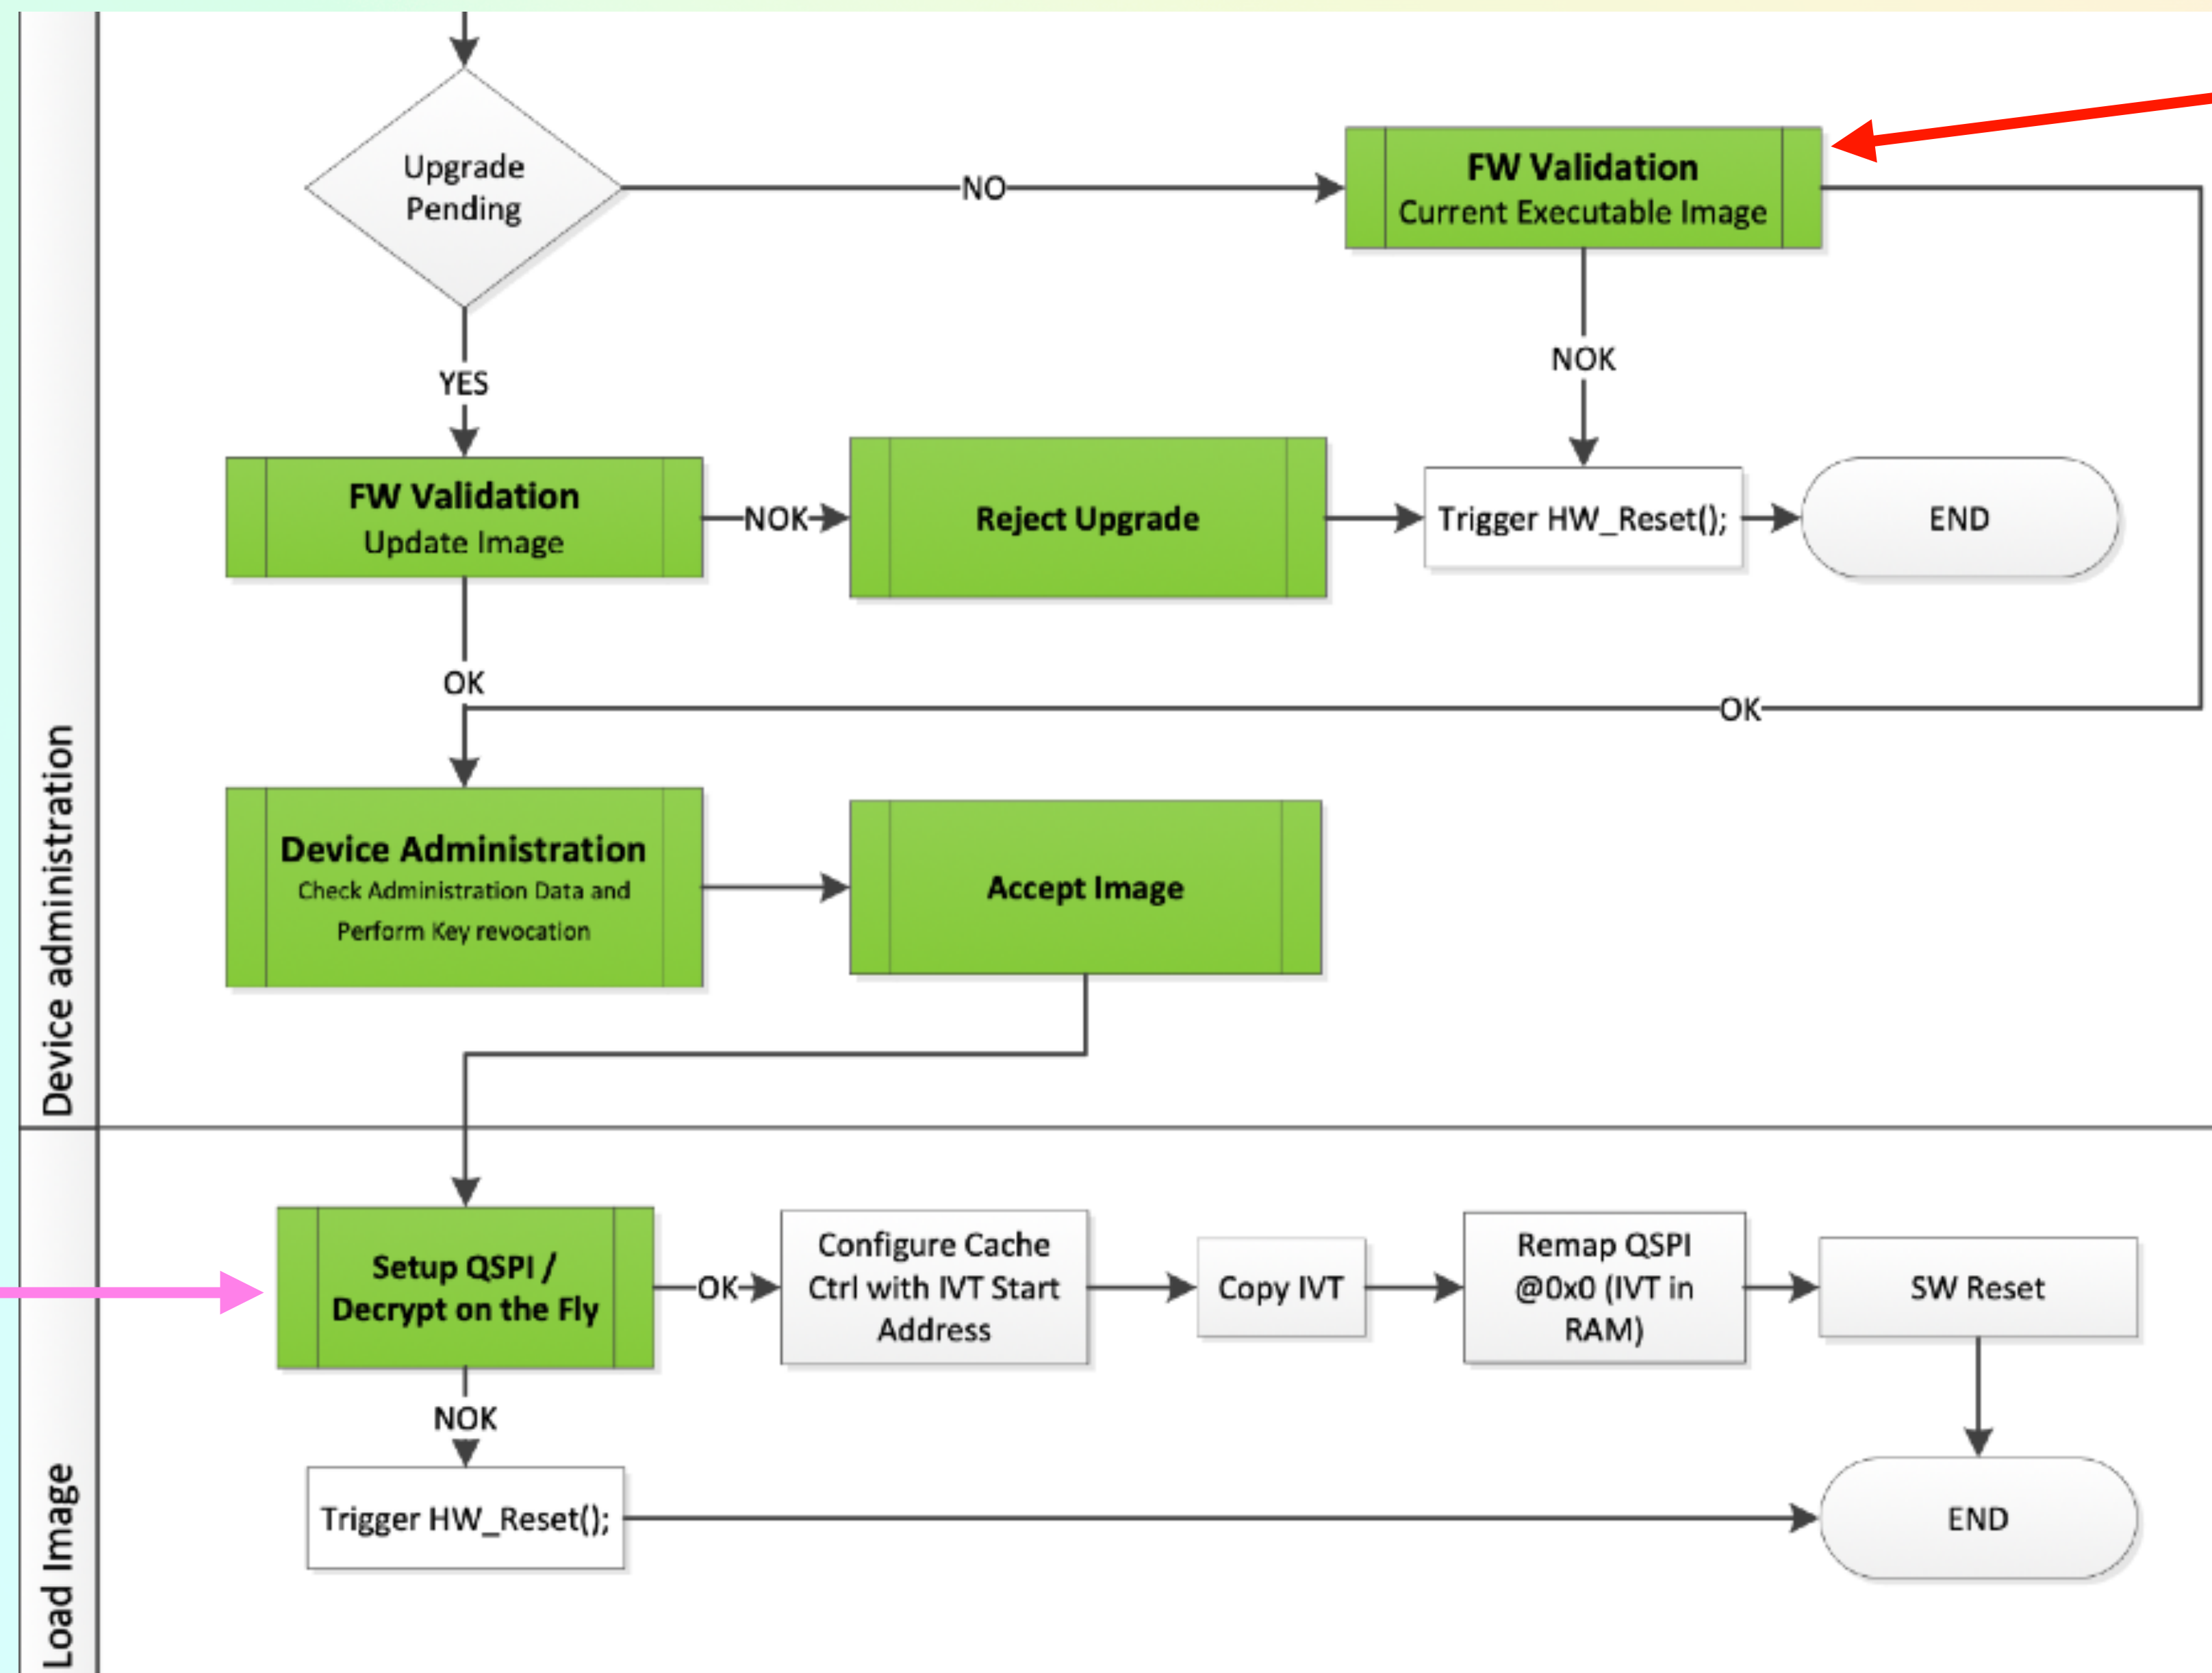 Upgrade
Pending
NO
FW Validation
Current Executable Image
NOK
YES
FW Validation
Update Image
NOK
Reject Upgrade
Trigger HW_Reset();
END
OK
OK
Device administration
Device Administration
Check Administration Data and
Perform Key revocation
Accept Image
Setup QSPI /
Decrypt on the Fly
OK
Configure Cache
Ctrl with IVT Start
Address
Copy IVT
Remap QSPI
@0x0 (IVT in
RAM)
SW Reset
NOK
Trigger HW_Reset();
END
Load Image